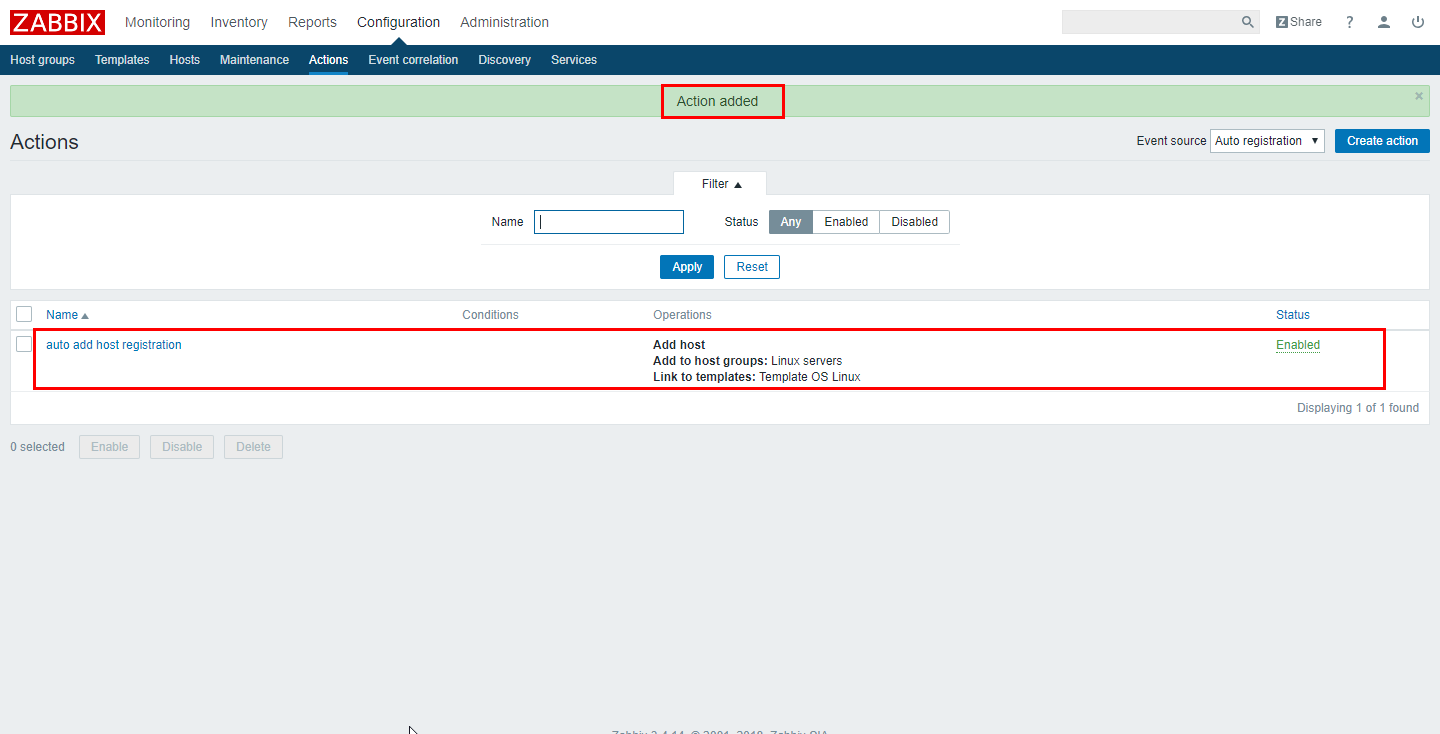 ZABBIX Monitoring Inventory Reports Configuration Administration Z Share ?
Host groups Templates Hosts Maintenance Actions Event correlation Discovery Services
Action added ×
Actions Event source Auto registration ▼ Create action
Filter ▲
Name Status Any Enabled Disabled
Apply Reset
Name ▲ Conditions Operations Status
auto add host registration Add host Enabled
Add to host groups: Linux servers
Link to templates: Template OS Linux
Displaying 1 of 1 found
0 selected Enable Disable Delete